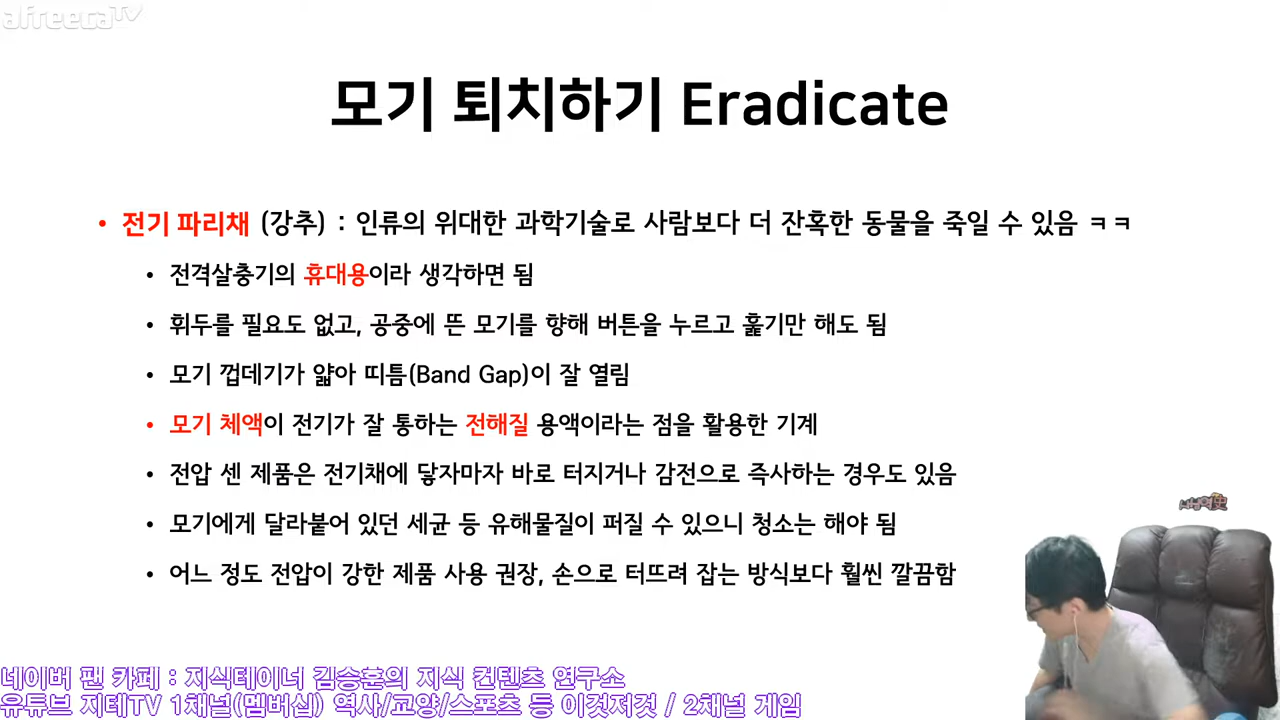 afreecaTV
모기 퇴치하기 Eradicate
• 전기 파리채 (강추) : 인류의 위대한 과학기술로 사람보다 더 잔혹한 동물을 죽일 수 있음 ㅋㅋ
• 전격살충기의 휴대용이라 생각하면 됨
• 휘두를 필요도 없고, 공중에 뜬 모기를 향해 버튼을 누르고 훑기만 해도 됨
• 모기 껍데기가 얇아 띠틈(Band Gap)이 잘 열림
• 모기 체액이 전기가 잘 통하는 전해질 용액이라는 점을 활용한 기계
• 전압 센 제품은 전기채에 닿자마자 바로 터지거나 감전으로 즉사하는 경우도 있음
• 모기에게 달라붙어 있던 세균 등 유해물질이 퍼질 수 있으니 청소는 해야 됨
• 어느 정도 전압이 강한 제품 사용 권장, 손으로 터뜨려 잡는 방식보다 훨씬 깔끔함
네이버 팬 카페 : 지식테이너 김승훈의 지식 컨텐츠 연구소
유튜브 지테TV 1채널(멤버십) 역사/교양/스포츠 등 이것저것 / 2채널 게임